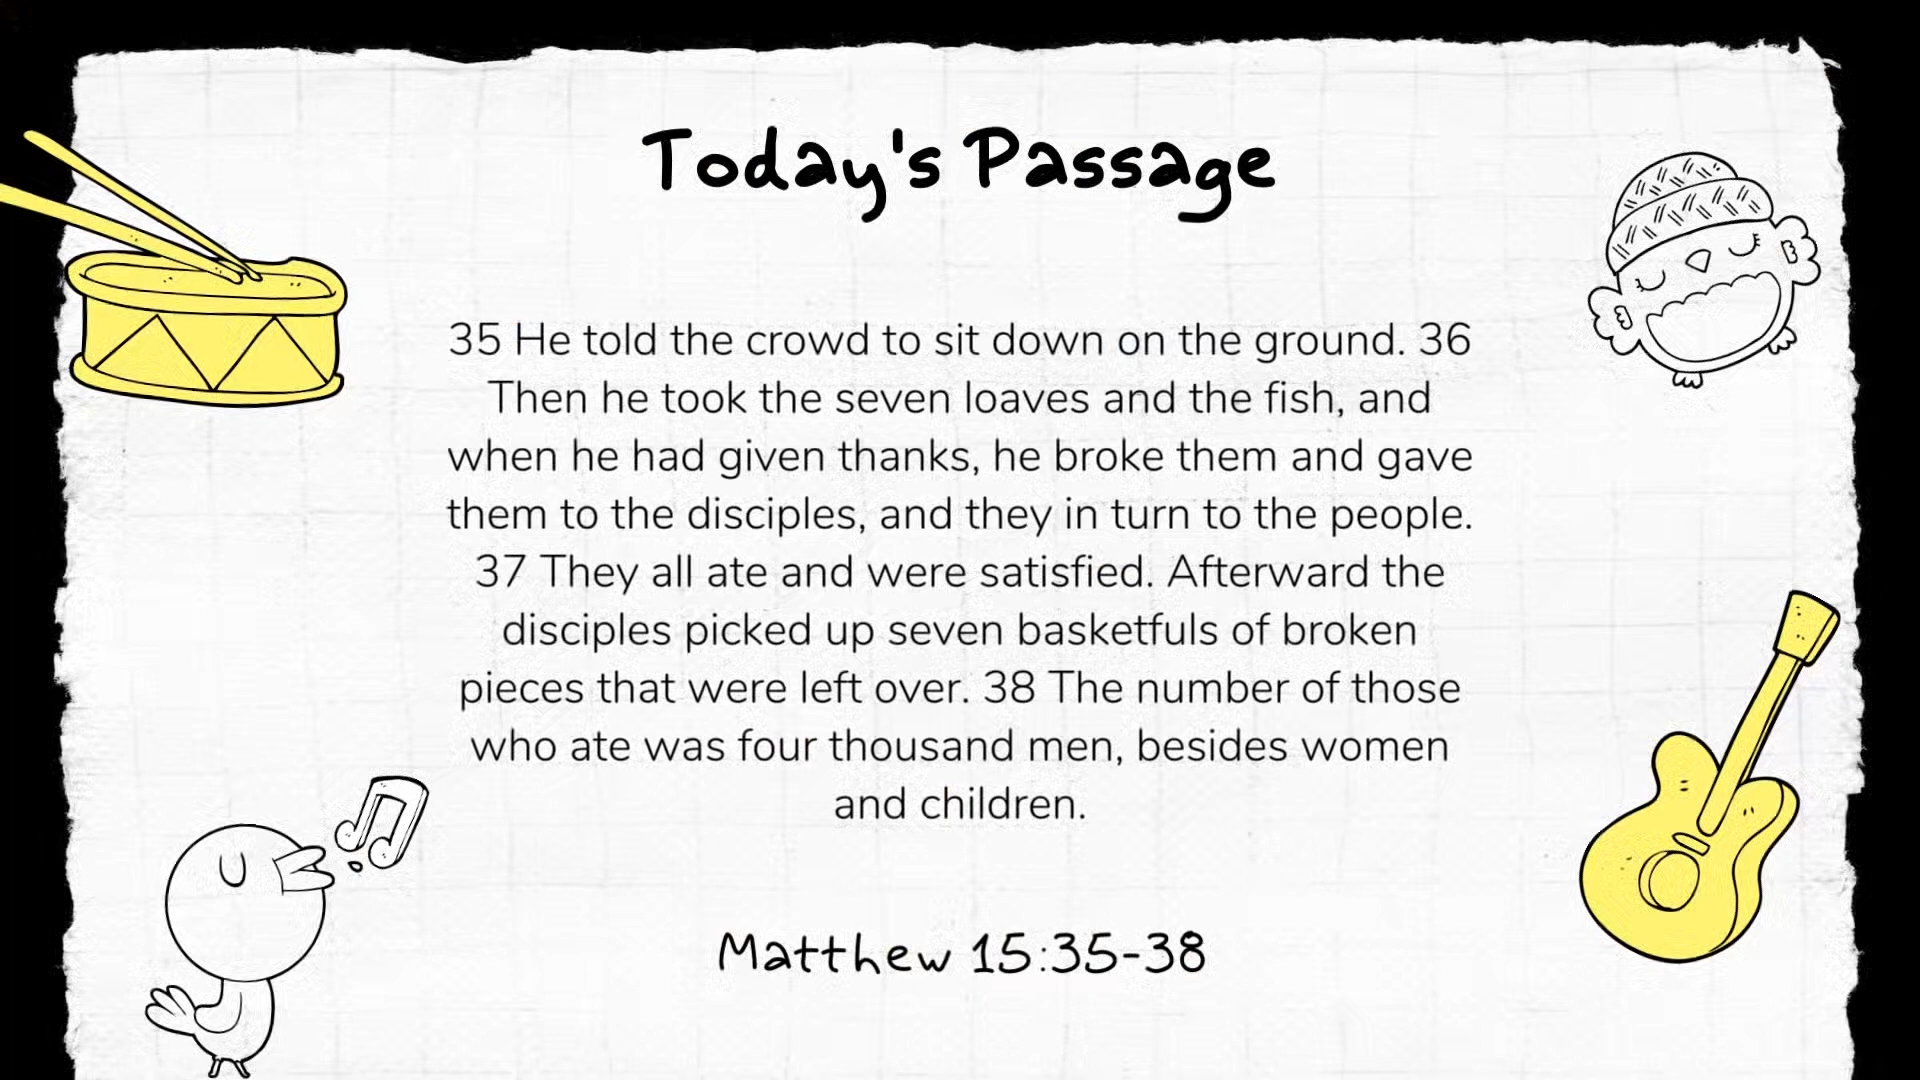 Today's Passage
35 He told the crowd to sit down on the ground. 36
Then he took the seven loaves and the fish, and
when he had given thanks, he broke them and gave
them to the disciples, and they in turn to the people.
37 They all ate and were satisfied. Afterward the
disciples picked up seven basketfuls of broken
pieces that were left over. 38 The number of those
who ate was four thousand men, besides women
and children.
Matthew 15:35-38